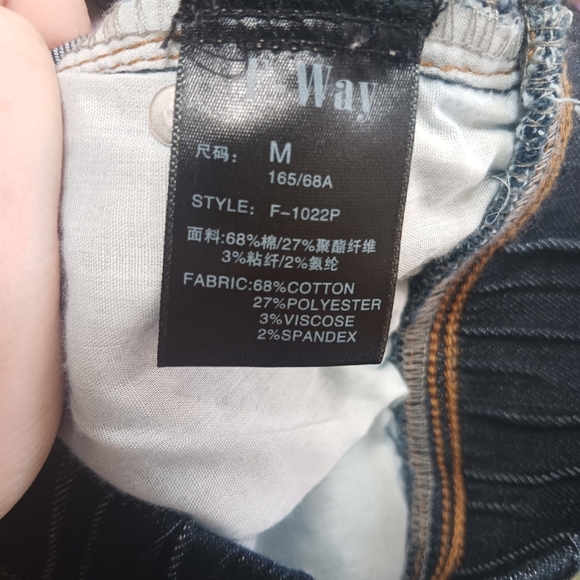 Way
尺码： M
165/68A
STYLE: F-1022P
面料:68%棉/27%聚酯纤维
3%粘纤/2%氨纶
FABRIC:68%COTTON
27%POLYESTER
3%VISCOSE
2%SPANDEX